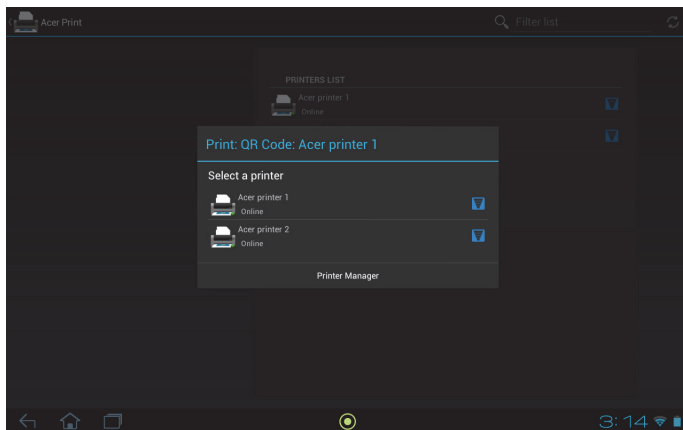 Acer Print
Filter list
PRINTERS LIST
Acer printer 1
Online
Print: QR Code: Acer printer 1
Select a printer
Acer printer 1
Online
Acer printer 2
Online
Printer Manager
3:14